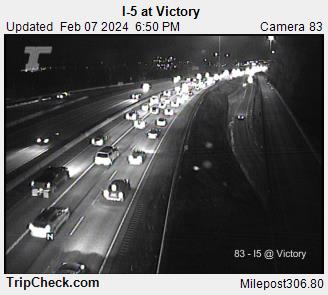 I-5 at Victory
Updated Feb 07 2024 6:50 PM Camera 83
T
83 - I5 @ Victory
TripCheck.com Milepost306.80